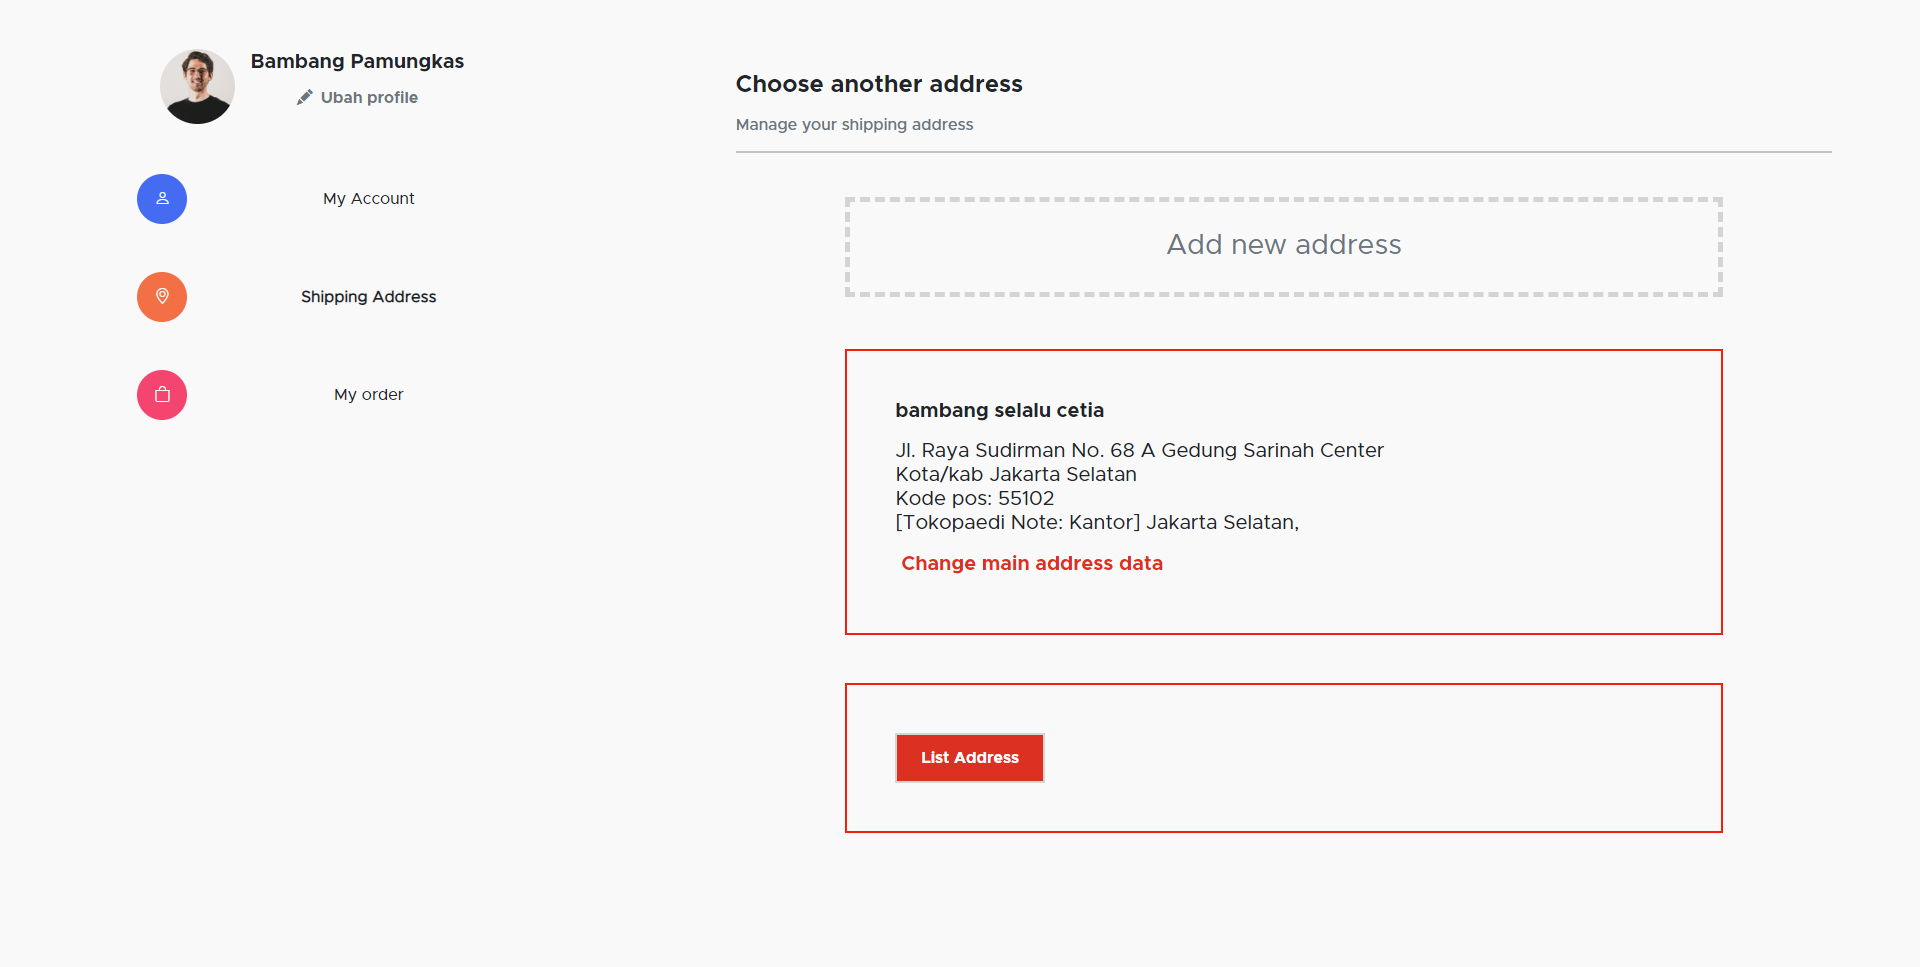 Bambang Pamungkas
Ubah profile
My Account
Shipping Address
My order
Choose another address
Manage your shipping address
Add new address
bambang selalu cetia
Jl. Raya Sudirman No. 68 A Gedung Sarinah Center
Kota/kab Jakarta Selatan
Kode pos: 55102
[Tokopaedi Note: Kantor] Jakarta Selatan,
Change main address data
List Address